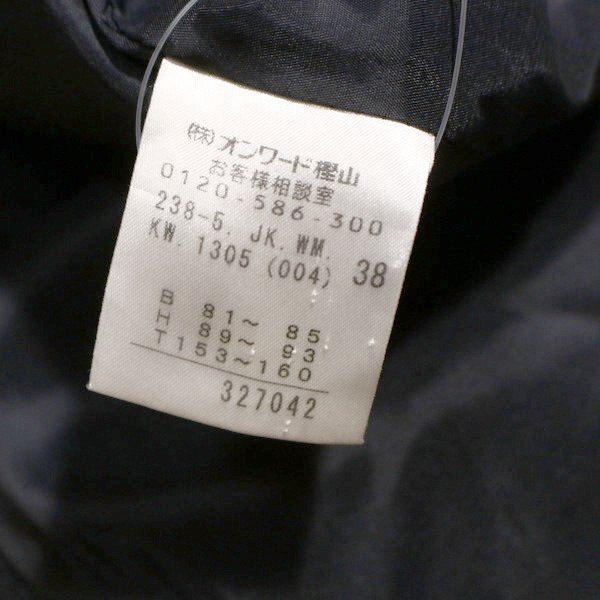 (株)オンワード樫山
お客様相談室
0120-586-300
238-5. JK. WM.
KW. 1305 (004) 38
B 81～ 85
H 89～ 93
T153～160
327042